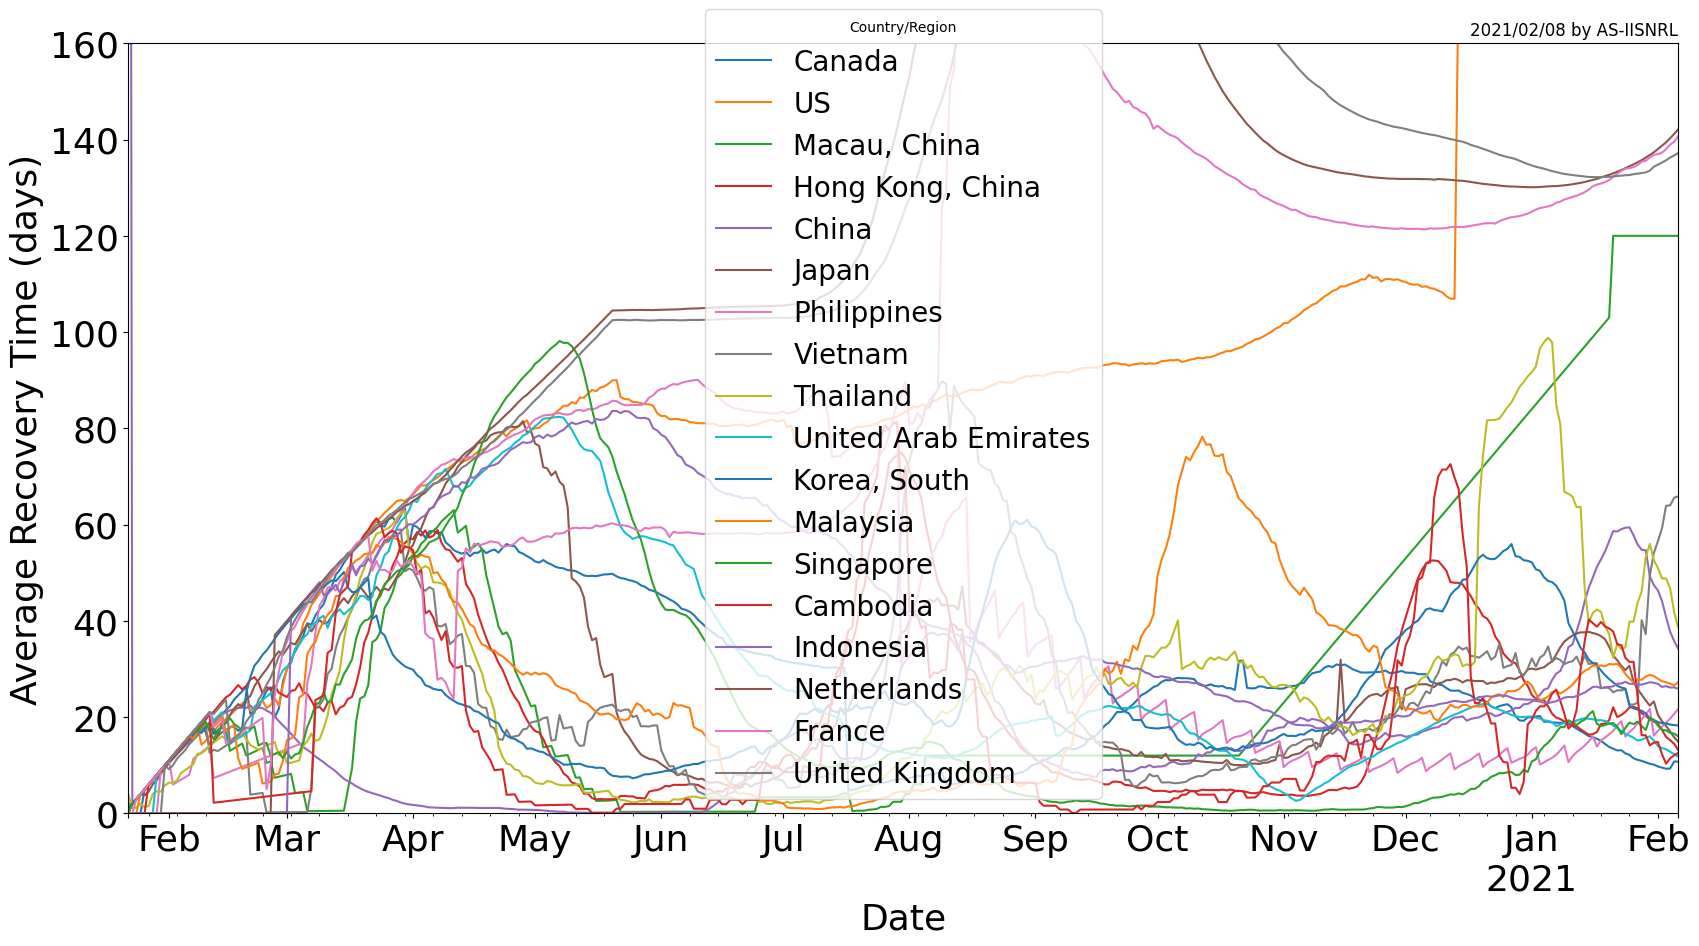 Country/Region
2021/02/08 by AS-IISNRL
Canada
US
Macau, China
Hong Kong, China
China
Japan
Philippines
Vietnam
Thailand
United Arab Emirates
Korea, South
Malaysia
Singapore
Cambodia
Indonesia
Netherlands
France
United Kingdom
Average Recovery Time (days)
160
140
120
100
80
60
40
20
0
Feb Mar Apr May Jun Jul Aug Sep Oct Nov Dec Jan Feb
2021
Date